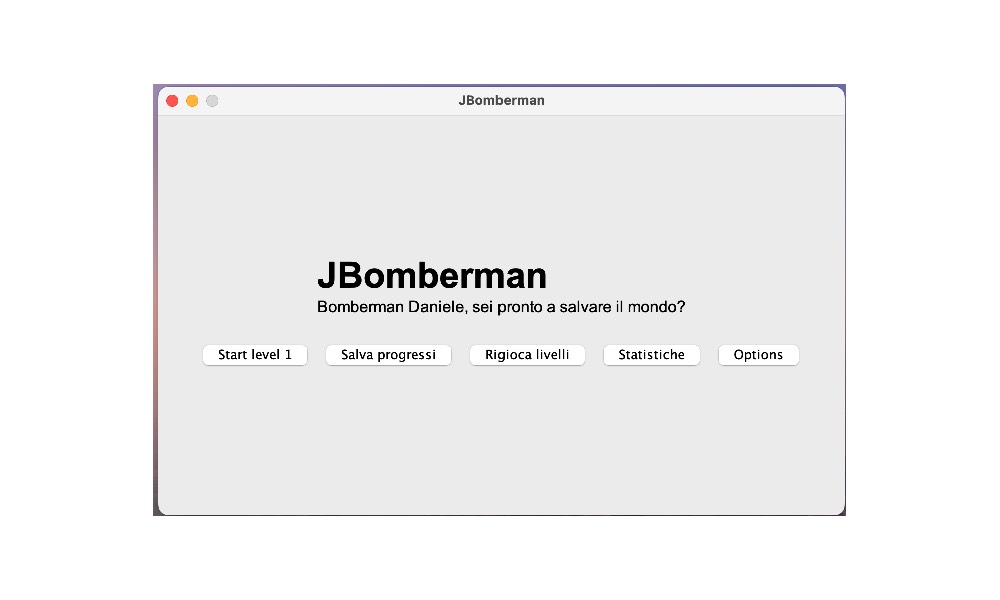 JBomberman
JBomberman
Bomberman Daniele, sei pronto a salvare il mondo?
Start level 1 Salva progressi Rigioca livelli Statistiche Options